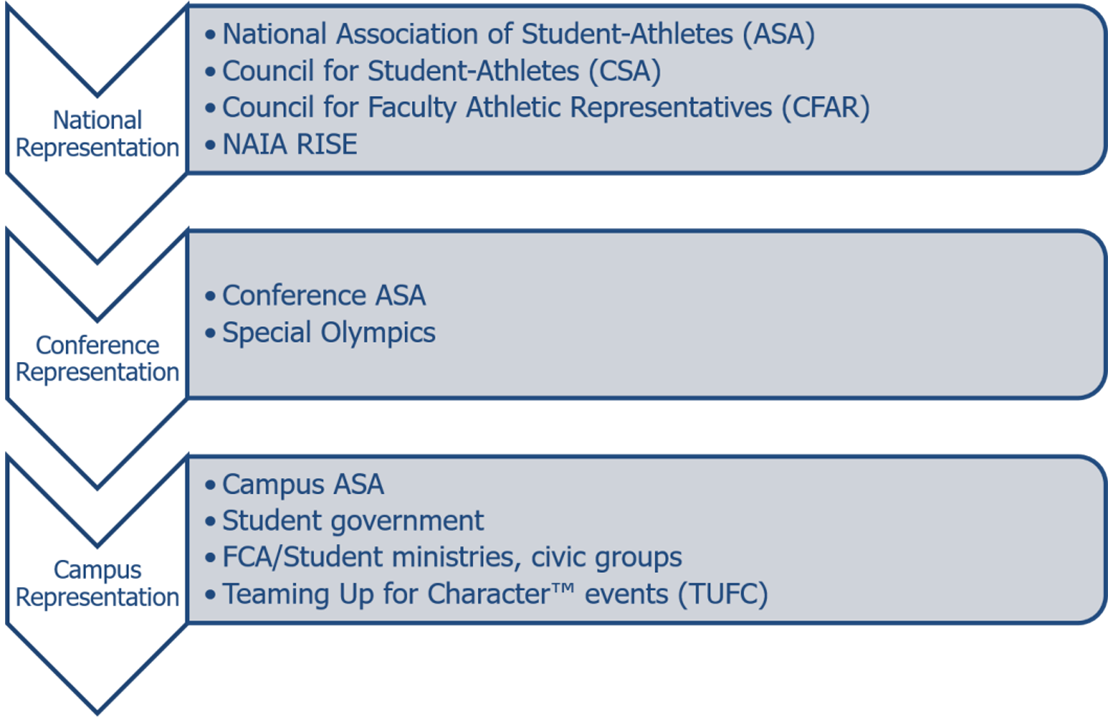 National
Representation
• National Association of Student-Athletes (ASA)
• Council for Student-Athletes (CSA)
• Council for Faculty Athletic Representatives (CFAR)
• NAIA RISE
Conference
Representation
• Conference ASA
• Special Olympics
Campus
Representation
• Campus ASA
• Student government
• FCA/Student ministries, civic groups
• Teaming Up for Character™ events (TUFC)